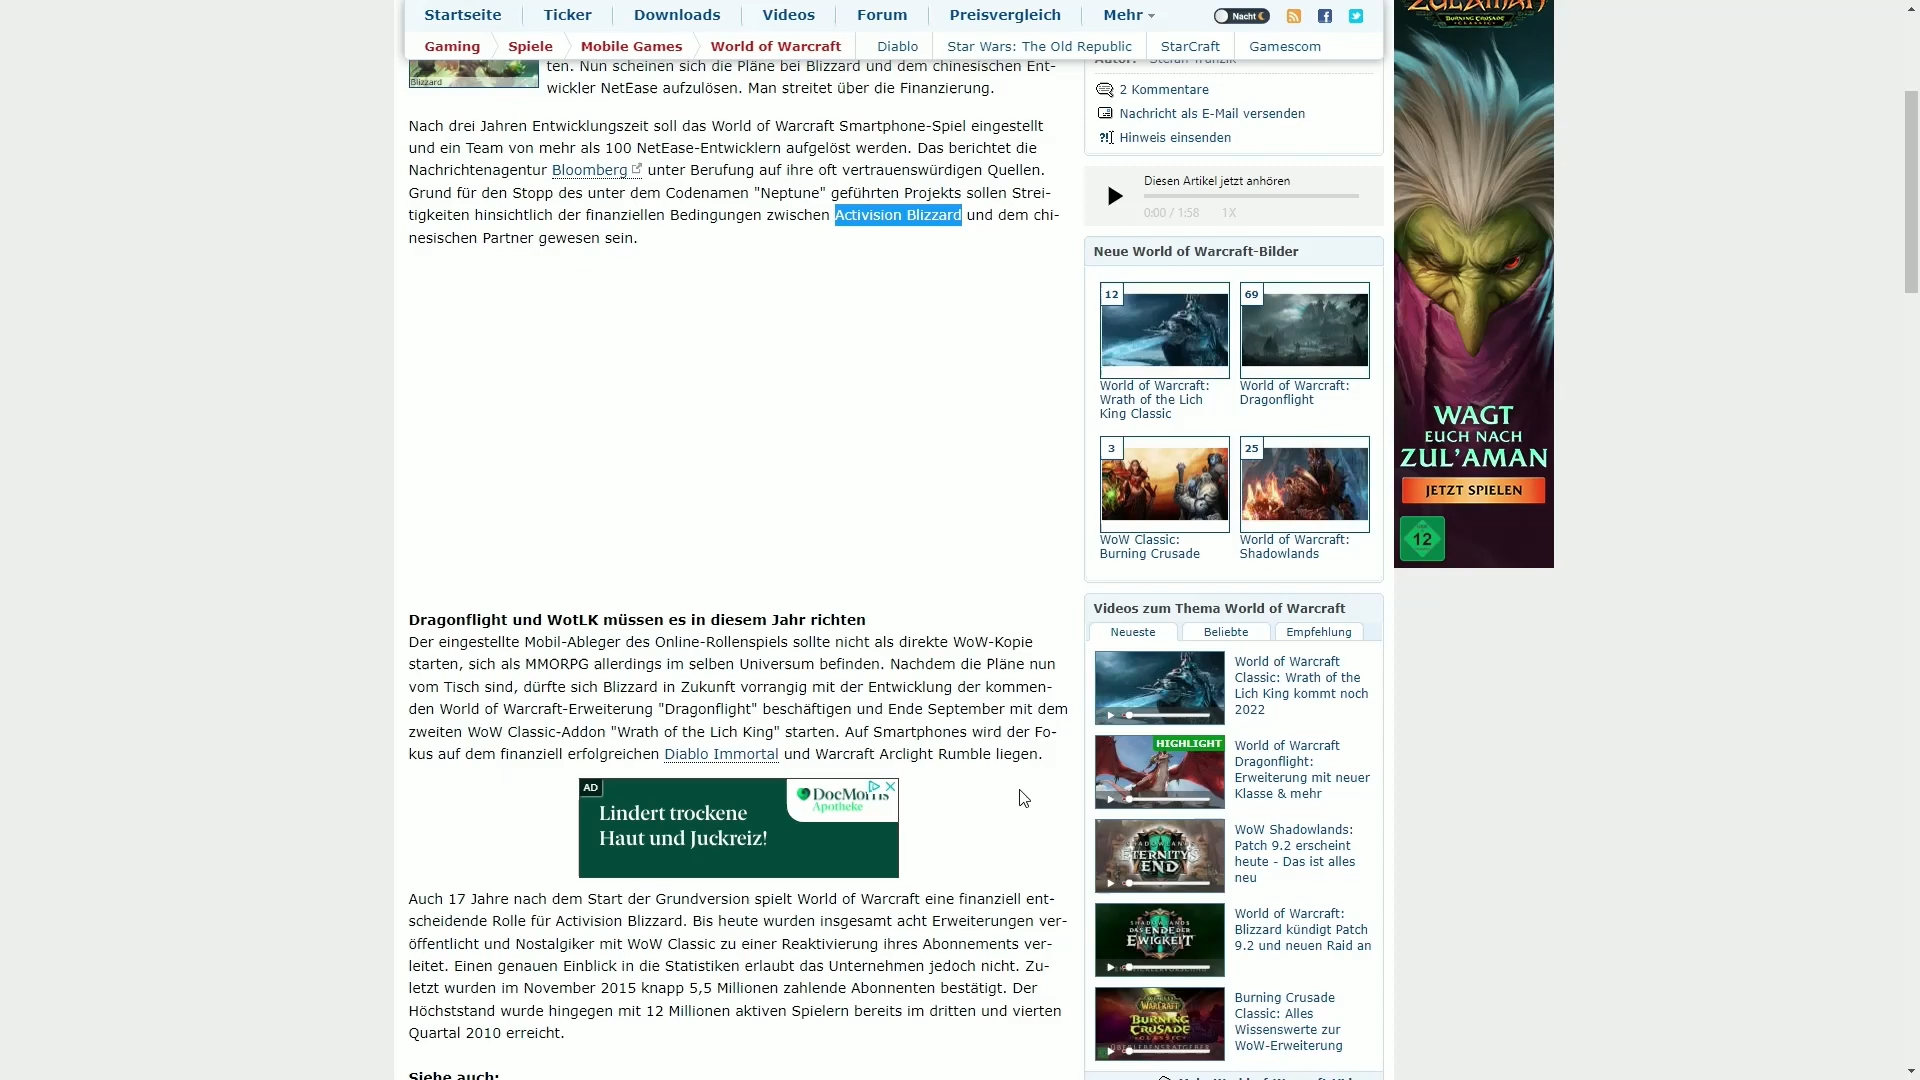 Startseite
Ticker
Downloads
Videos
Forum
Preisvergleich
Mehr
Nacht
Gaming
Spiele
Mobile Games
World of Warcraft
Diablo
Star Wars: The Old Republic
StarCraft
Gamescom
Blizzard
ten. Nun scheinen sich die Pläne bei Blizzard und dem chinesischen Ent-
wickler NetEase aufzulösen. Man streitet über die Finanzierung.
Nach drei Jahren Entwicklungszeit soll das World of Warcraft Smartphone-Spiel eingestellt
und ein Team von mehr als 100 NetEase-Entwicklern aufgelöst werden. Das berichtet die
Nachrichtenagentur Bloomberg unter Berufung auf ihre oft vertrauenswürdigen Quellen.
Grund für den Stopp des unter dem Codenamen "Neptune" geführten Projekts sollen Strei-
tigkeiten hinsichtlich der finanziellen Bedingungen zwischen Activision Blizzard und dem chi-
nesischen Partner gewesen sein.
Dragonflight und WotLK müssen es in diesem Jahr richten
Der eingestellte Mobil-Ableger des Online-Rollenspiels sollte nicht als direkte WoW-Kopie
starten, sich als MMORPG allerdings im selben Universum befinden. Nachdem die Pläne nun
vom Tisch sind, dürfte sich Blizzard in Zukunft vorrangig mit der Entwicklung der kommen-
den World of Warcraft-Erweiterung "Dragonflight" beschäftigen und Ende September mit dem
zweiten WoW Classic-Addon "Wrath of the Lich King" starten. Auf Smartphones wird der Fo-
kus auf dem finanziell erfolgreichen Diablo Immortal und Warcraft Arclight Rumble liegen.
AD
Lindert trockene
Haut und Juckreiz!
DocMorris
Apotheke
Auch 17 Jahre nach dem Start der Grundversion spielt World of Warcraft eine finanziell ent-
scheidende Rolle für Activision Blizzard. Bis heute wurden insgesamt acht Erweiterungen ver-
öffentlicht und Nostalgiker mit WoW Classic zu einer Reaktivierung ihres Abonnements ver-
leitet. Einen genauen Einblick in die Statistiken erlaubt das Unternehmen jedoch nicht. Zu-
letzt wurden im November 2015 knapp 5,5 Millionen zahlende Abonnenten bestätigt. Der
Höchststand wurde hingegen mit 12 Millionen aktiven Spielern bereits im dritten und vierten
Quartal 2010 erreicht.
Siehe auch:
2 Kommentare
Nachricht als E-Mail versenden
Hinweis einsenden
Diesen Artikel jetzt anhören
0:00 / 1:58
1X
Neue World of Warcraft-Bilder
12
69
World of Warcraft:
Wrath of the Lich
King Classic
World of Warcraft:
Dragonflight
3
25
WoW Classic:
Burning Crusade
World of Warcraft:
Shadowlands
Videos zum Thema World of Warcraft
Neueste
Beliebte
Empfehlung
World of Warcraft
Classic: Wrath of the
Lich King kommt noch
2022
HIGHLIGHT
World of Warcraft
Dragonflight:
Erweiterung mit neuer
Klasse & mehr
SHADOWLANDS
ETERNITY'S
END
WoW Shadowlands:
Patch 9.2 erscheint
heute - Das ist alles
neu
SHADOWLANDS
DAS ENDE DER
EWIGKEIT
World of Warcraft:
Blizzard kündigt Patch
9.2 und neuen Raid an
WARCRAFT
BURNING
CRUSADE
ÜBERLEBENSRATGEBER
Burning Crusade
Classic: Alles
Wissenswerte zur
WoW-Erweiterung
ZUL'AMAN
BURNING CRUSADE
CLASSIC
WAGT
EUCH NACH
ZUL'AMAN
JETZT SPIELEN
12